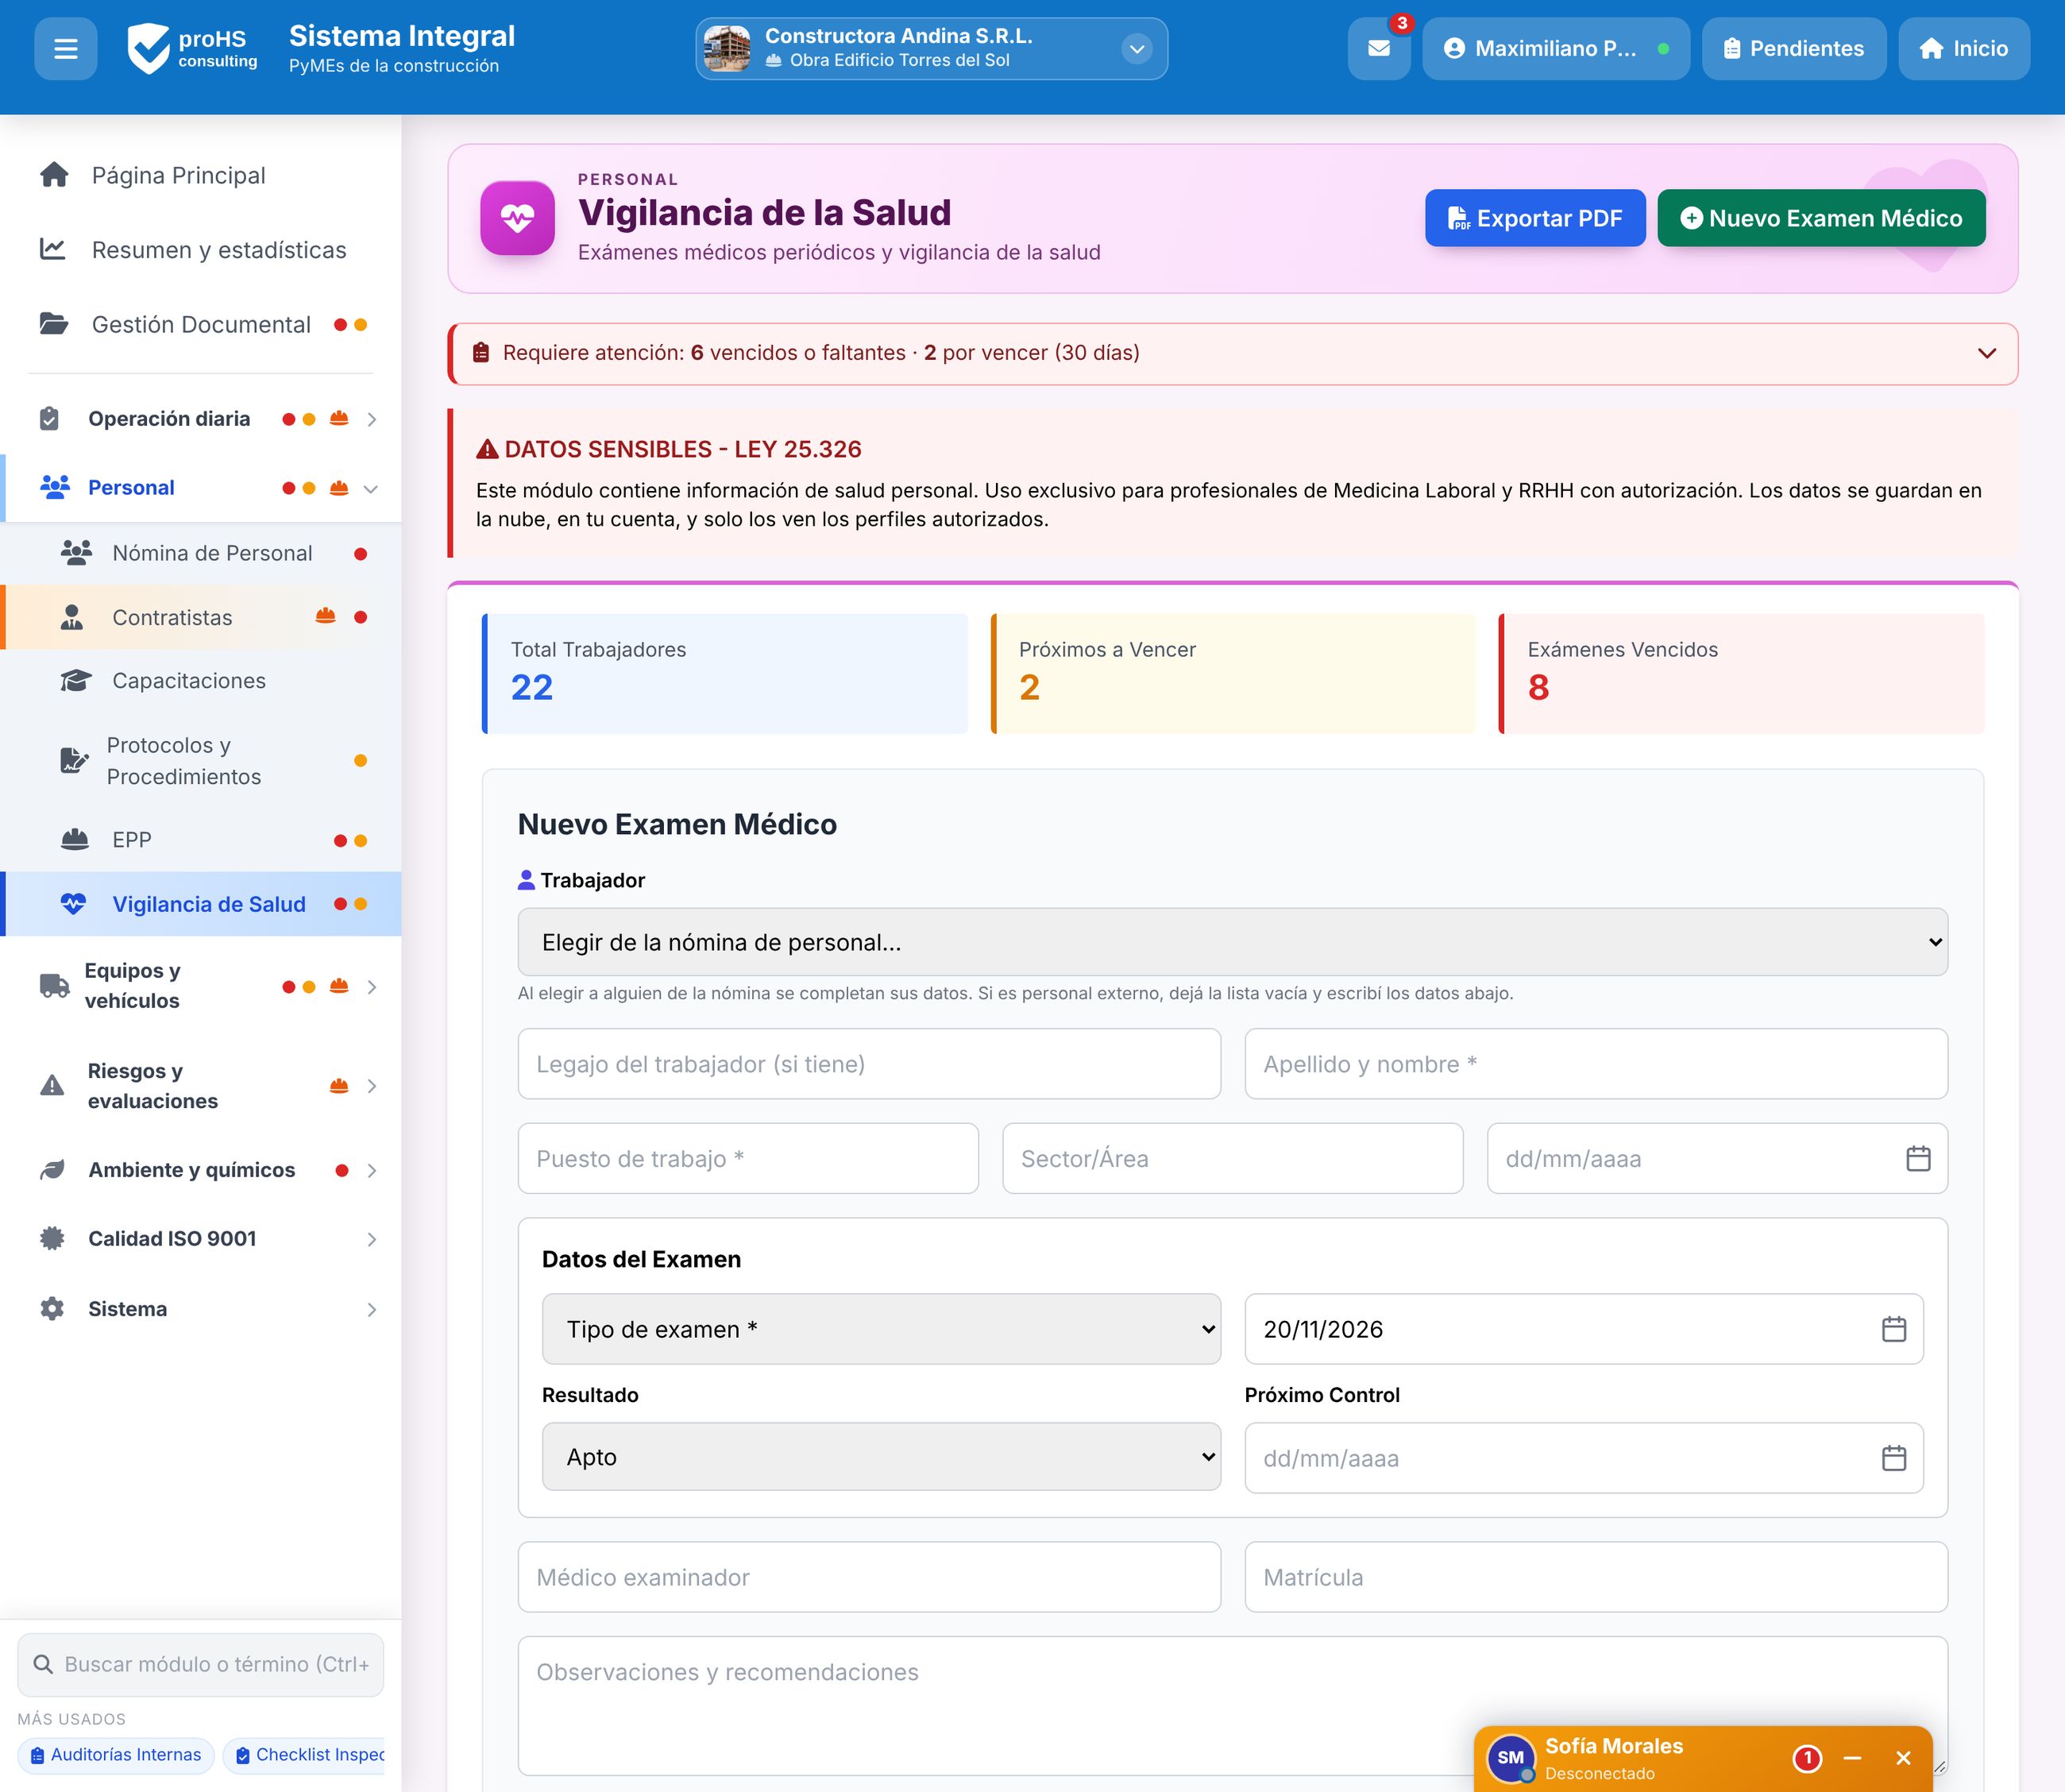 proHS
consulting
Sistema Integral
PyMEs de la construcción
Constructora Andina S.R.L.
Obra Edificio Torres del Sol
3
Maximiliano P...
Pendientes
Inicio
Página Principal
Resumen y estadísticas
Gestión Documental
Operación diaria
Personal
Nómina de Personal
Contratistas
Capacitaciones
Protocolos y
Procedimientos
EPP
Vigilancia de Salud
Equipos y
vehículos
Riesgos y
evaluaciones
Ambiente y químicos
Calidad ISO 9001
Sistema
Buscar módulo o término (Ctrl+
MÁS USADOS
Auditorías Internas
Checklist Inspec
PERSONAL
Vigilancia de la Salud
Exámenes médicos periódicos y vigilancia de la salud
PDF Exportar PDF
Nuevo Examen Médico
Requiere atención: 6 vencidos o faltantes · 2 por vencer (30 días)
DATOS SENSIBLES - LEY 25.326
Este módulo contiene información de salud personal. Uso exclusivo para profesionales de Medicina Laboral y RRHH con autorización. Los datos se guardan en
la nube, en tu cuenta, y solo los ven los perfiles autorizados.
Total Trabajadores
22
Próximos a Vencer
2
Exámenes Vencidos
8
Nuevo Examen Médico
Trabajador
Elegir de la nómina de personal...
Al elegir a alguien de la nómina se completan sus datos. Si es personal externo, dejá la lista vacía y escribí los datos abajo.
Legajo del trabajador (si tiene)
Apellido y nombre *
Puesto de trabajo *
Sector/Área
dd/mm/aaaa
Datos del Examen
Tipo de examen *
20/11/2026
Resultado
Próximo Control
Apto
dd/mm/aaaa
Médico examinador
Matrícula
Observaciones y recomendaciones
SM
Sofía Morales
Desconectado
1